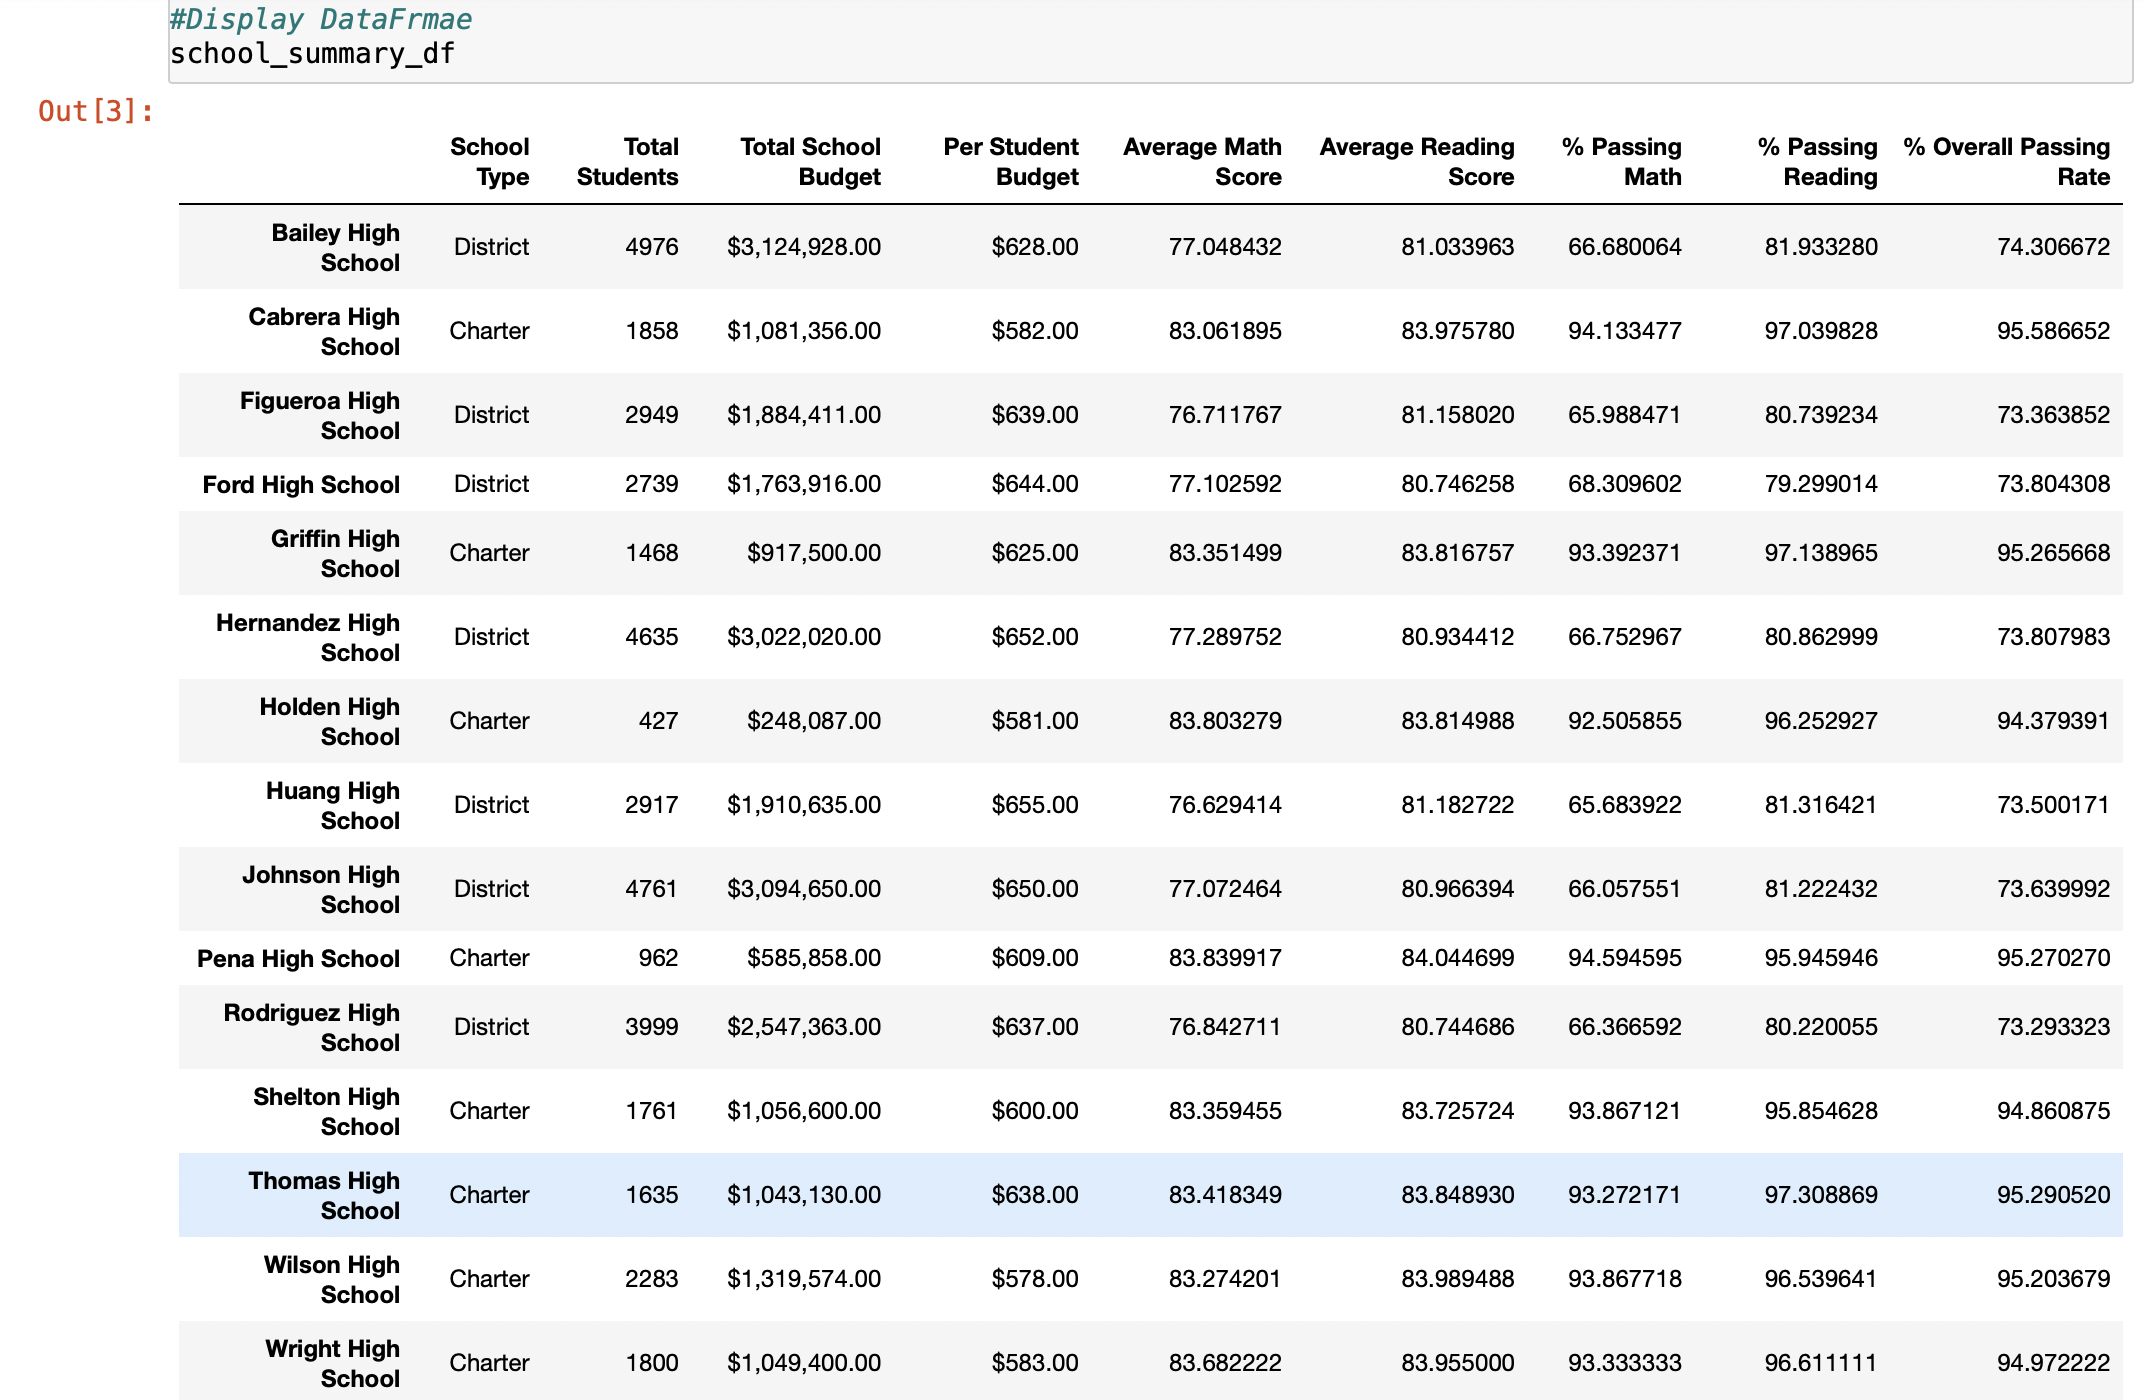 #Display DataFrmae
school_summary_df
Out[3]:
School Type Total Students Total School Budget Per Student Budget Average Math Score Average Reading Score % Passing Math % Passing Reading % Overall Passing Rate
Bailey High School District 4976 $3,124,928.00 $628.00 77.048432 81.033963 66.680064 81.933280 74.306672
Cabrera High School Charter 1858 $1,081,356.00 $582.00 83.061895 83.975780 94.133477 97.039828 95.586652
Figueroa High School District 2949 $1,884,411.00 $639.00 76.711767 81.158020 65.988471 80.739234 73.363852
Ford High School District 2739 $1,763,916.00 $644.00 77.102592 80.746258 68.309602 79.299014 73.804308
Griffin High School Charter 1468 $917,500.00 $625.00 83.351499 83.816757 93.392371 97.138965 95.265668
Hernandez High School District 4635 $3,022,020.00 $652.00 77.289752 80.934412 66.752967 80.862999 73.807983
Holden High School Charter 427 $248,087.00 $581.00 83.803279 83.814988 92.505855 96.252927 94.379391
Huang High School District 2917 $1,910,635.00 $655.00 76.629414 81.182722 65.683922 81.316421 73.500171
Johnson High School District 4761 $3,094,650.00 $650.00 77.072464 80.966394 66.057551 81.222432 73.639992
Pena High School Charter 962 $585,858.00 $609.00 83.839917 84.044699 94.594595 95.945946 95.270270
Rodriguez High School District 3999 $2,547,363.00 $637.00 76.842711 80.744686 66.366592 80.220055 73.293323
Shelton High School Charter 1761 $1,056,600.00 $600.00 83.359455 83.725724 93.867121 95.854628 94.860875
Thomas High School Charter 1635 $1,043,130.00 $638.00 83.418349 83.848930 93.272171 97.308869 95.290520
Wilson High School Charter 2283 $1,319,574.00 $578.00 83.274201 83.989488 93.867718 96.539641 95.203679
Wright High School Charter 1800 $1,049,400.00 $583.00 83.682222 83.955000 93.333333 96.611111 94.972222